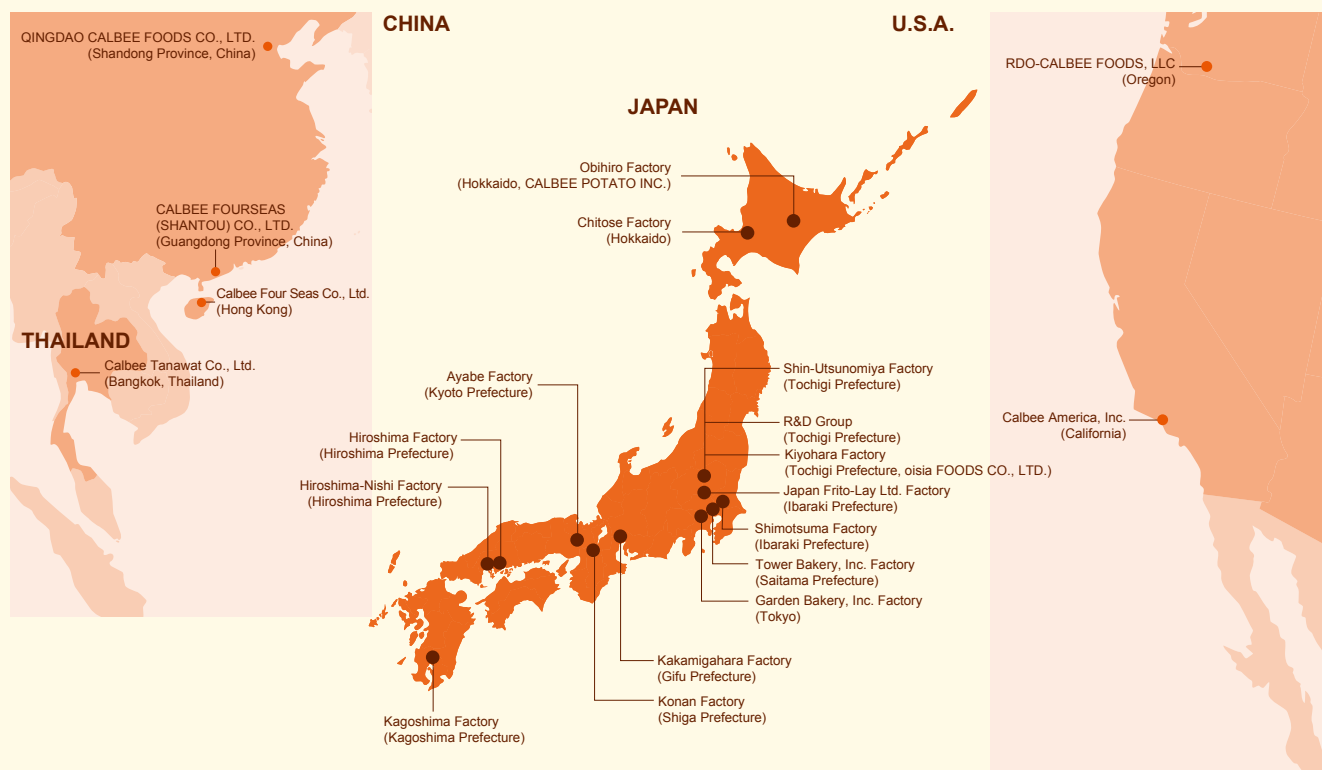 CHINA
QINGDAO CALBEE FOODS CO., LTD.
(Shandong Province, China)
CALBEE FOURSEAS
(SHANTOU) CO., LTD.
(Guangdong Province, China)
Calbee Four Seas Co., Ltd.
(Hong Kong)
THAILAND
Calbee Tanawat Co., Ltd.
(Bangkok, Thailand)
JAPAN
Obihiro Factory
(Hokkaido, CALBEE POTATO INC.)
Chitose Factory
(Hokkaido)
Ayabe Factory
(Kyoto Prefecture)
Hiroshima Factory
(Hiroshima Prefecture)
Hiroshima-Nishi Factory
(Hiroshima Prefecture)
Kagoshima Factory
(Kagoshima Prefecture)
Shin-Utsunomiya Factory
(Tochigi Prefecture)
R&D Group
(Tochigi Prefecture)
Kiyohara Factory
(Tochigi Prefecture, oisia FOODS CO., LTD.)
Japan Frito-Lay Ltd. Factory
(Ibaraki Prefecture)
Shimotsuma Factory
(Ibaraki Prefecture)
Tower Bakery, Inc. Factory
(Saitama Prefecture)
Garden Bakery, Inc. Factory
(Tokyo)
Kakamigahara Factory
(Gifu Prefecture)
Konan Factory
(Shiga Prefecture)
U.S.A.
RDO-CALBEE FOODS, LLC
(Oregon)
Calbee America, Inc.
(California)